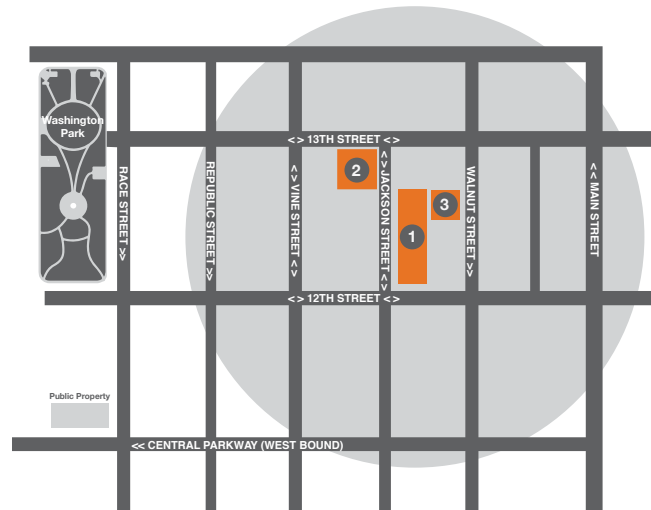 Washington
Park
<> 13TH STREET <>
RACE STREET >>
REPUBLIC STREET >>
<> VINE STREET <>
<> JACKSON STREET <>
WALNUT STREET >>
<< MAIN STREET
2
3
1
<> 12TH STREET <>
Public Property
<< CENTRAL PARKWAY (WEST BOUND)